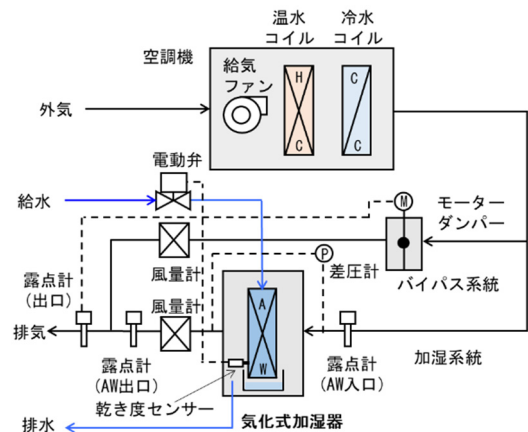 温水
コイル
冷水
コイル
空調機
給気
ファン
H
C
C
C
外気
電動弁
給水
M
モーター
ダンパー
風量計
P
差圧計
バイパス系統
露点計
(出口)
風量計
A
W
排気
露点計
(AW出口)
露点計
(AW入口)
加湿系統
乾き度センサー
排水
気化式加湿器